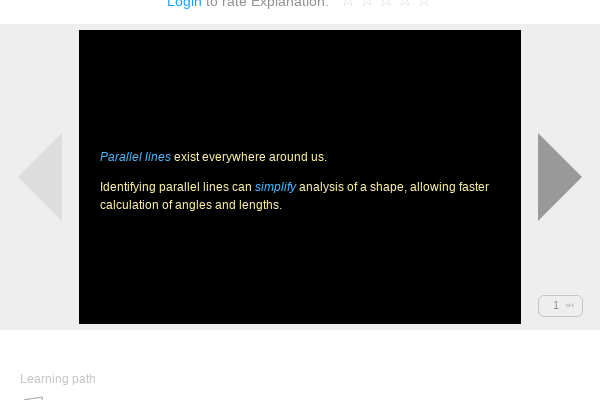 Login to rate Explanation: ☆ ☆ ☆ ☆ ☆
Parallel lines exist everywhere around us.
Identifying parallel lines can simplify analysis of a shape, allowing faster
calculation of angles and lengths.
1
Learning path